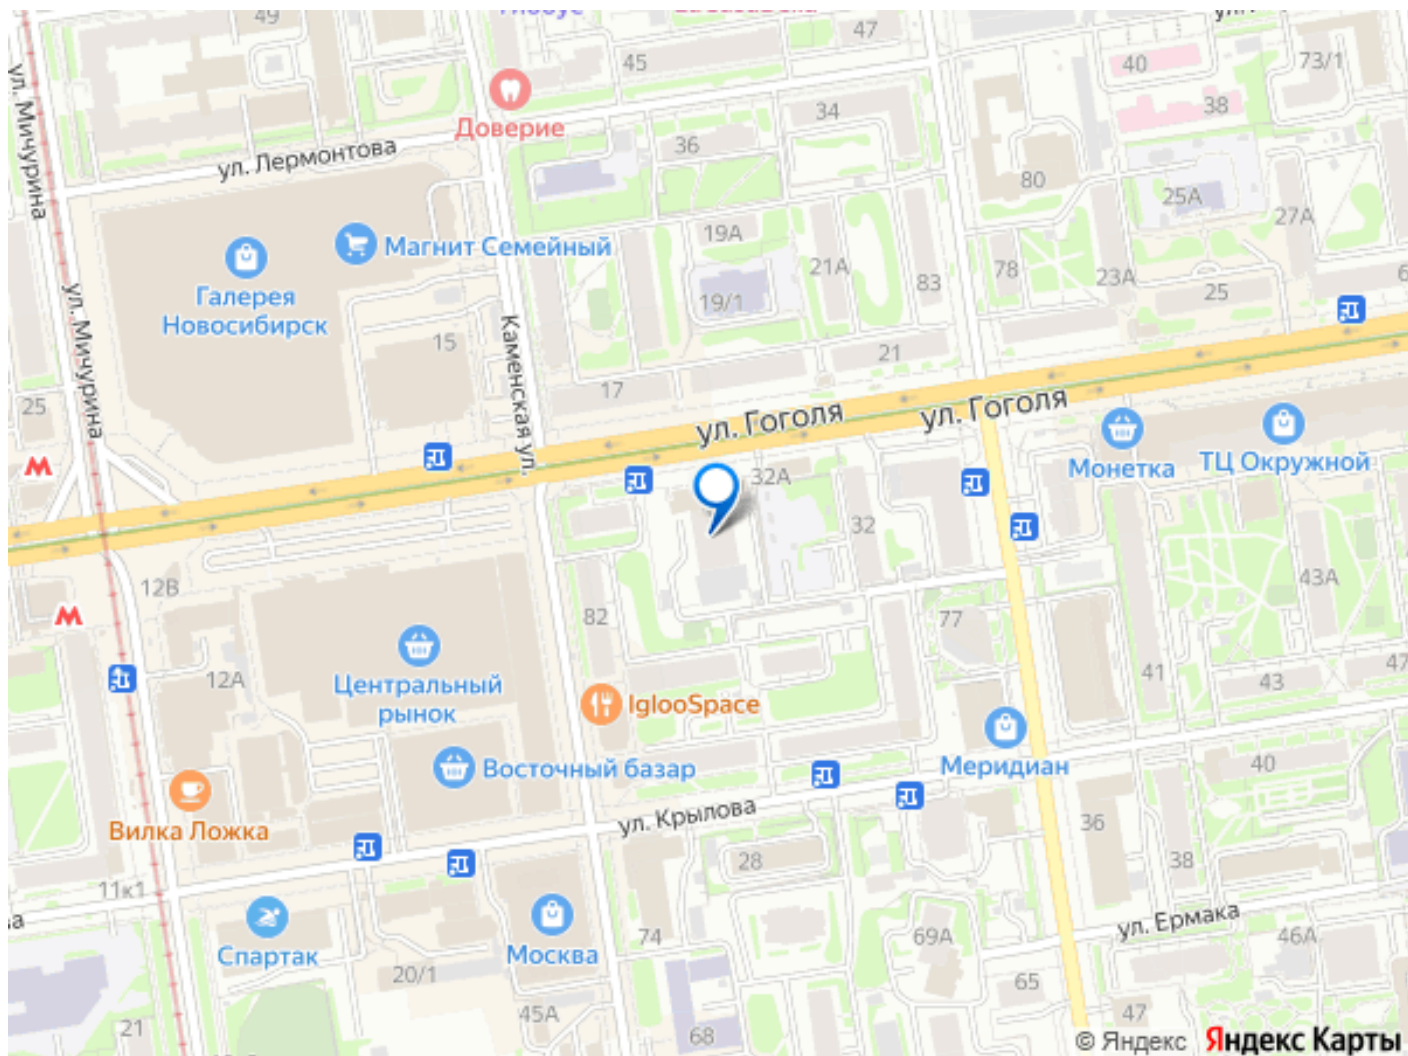 49
47
45
40
73/1
38
ул. Мичурина
Доверие
34
36
ул. Лермонтова
80
25А
27А
19А
Магнит Семейный
21А
78
23А
83
25
19/1
Галерея
Новосибирск
ул. Мичурина
15
Каменская ул.
21
17
25
ул. Гоголя
ул. Гоголя
Монетка
ТЦ Окружной
32А
32
12В
43А
82
77
12А
Центральный
рынок
IglooSpace
41
43
47
Восточный базар
Меридиан
40
Вилка Ложка
ул. Крылова
36
28
38
11к1
ул. Ермака
Спартак
Москва
74
69А
46А
20/1
65
45А
21
68
47
© Яндекс Яндекс Карты